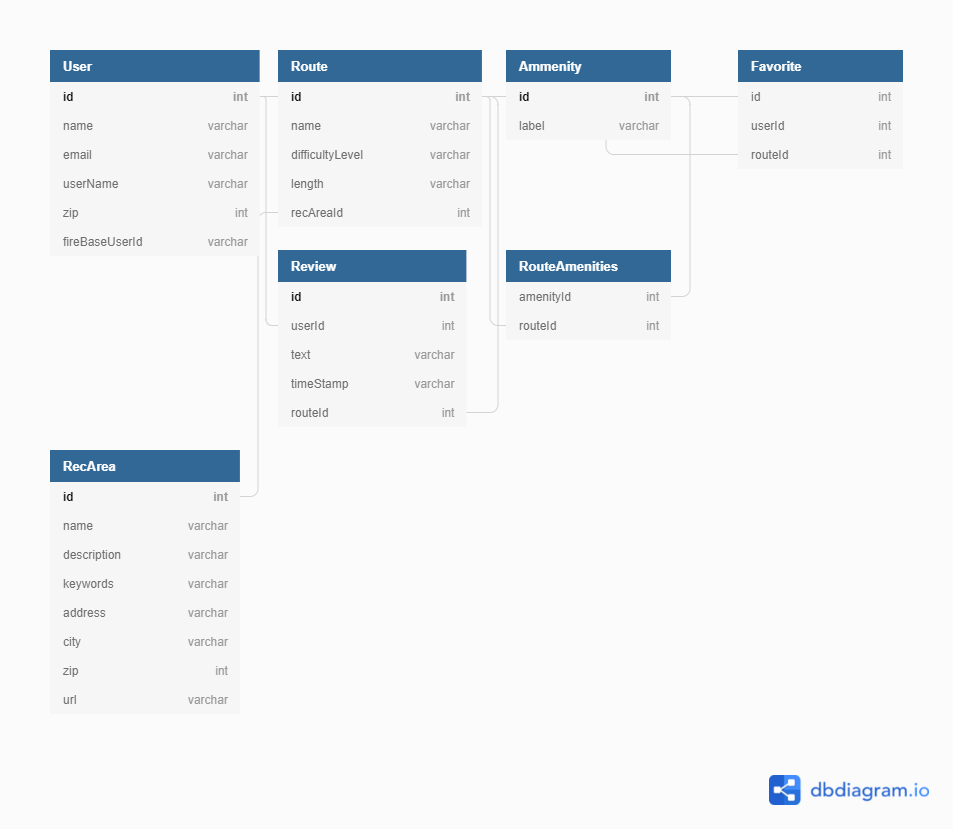 User
id int
name varchar
email varchar
userName varchar
zip int
fireBaseUserId varchar
Route
id int
name varchar
difficultyLevel varchar
length varchar
recAreaId int
Ammenity
id int
label varchar
Favorite
id int
userId int
routeId int
Review
id int
userId int
text varchar
timeStamp varchar
routeId int
RouteAmenities
amenityId int
routeId int
RecArea
id int
name varchar
description varchar
keywords varchar
address varchar
city varchar
zip int
url varchar
dbdiagram.io